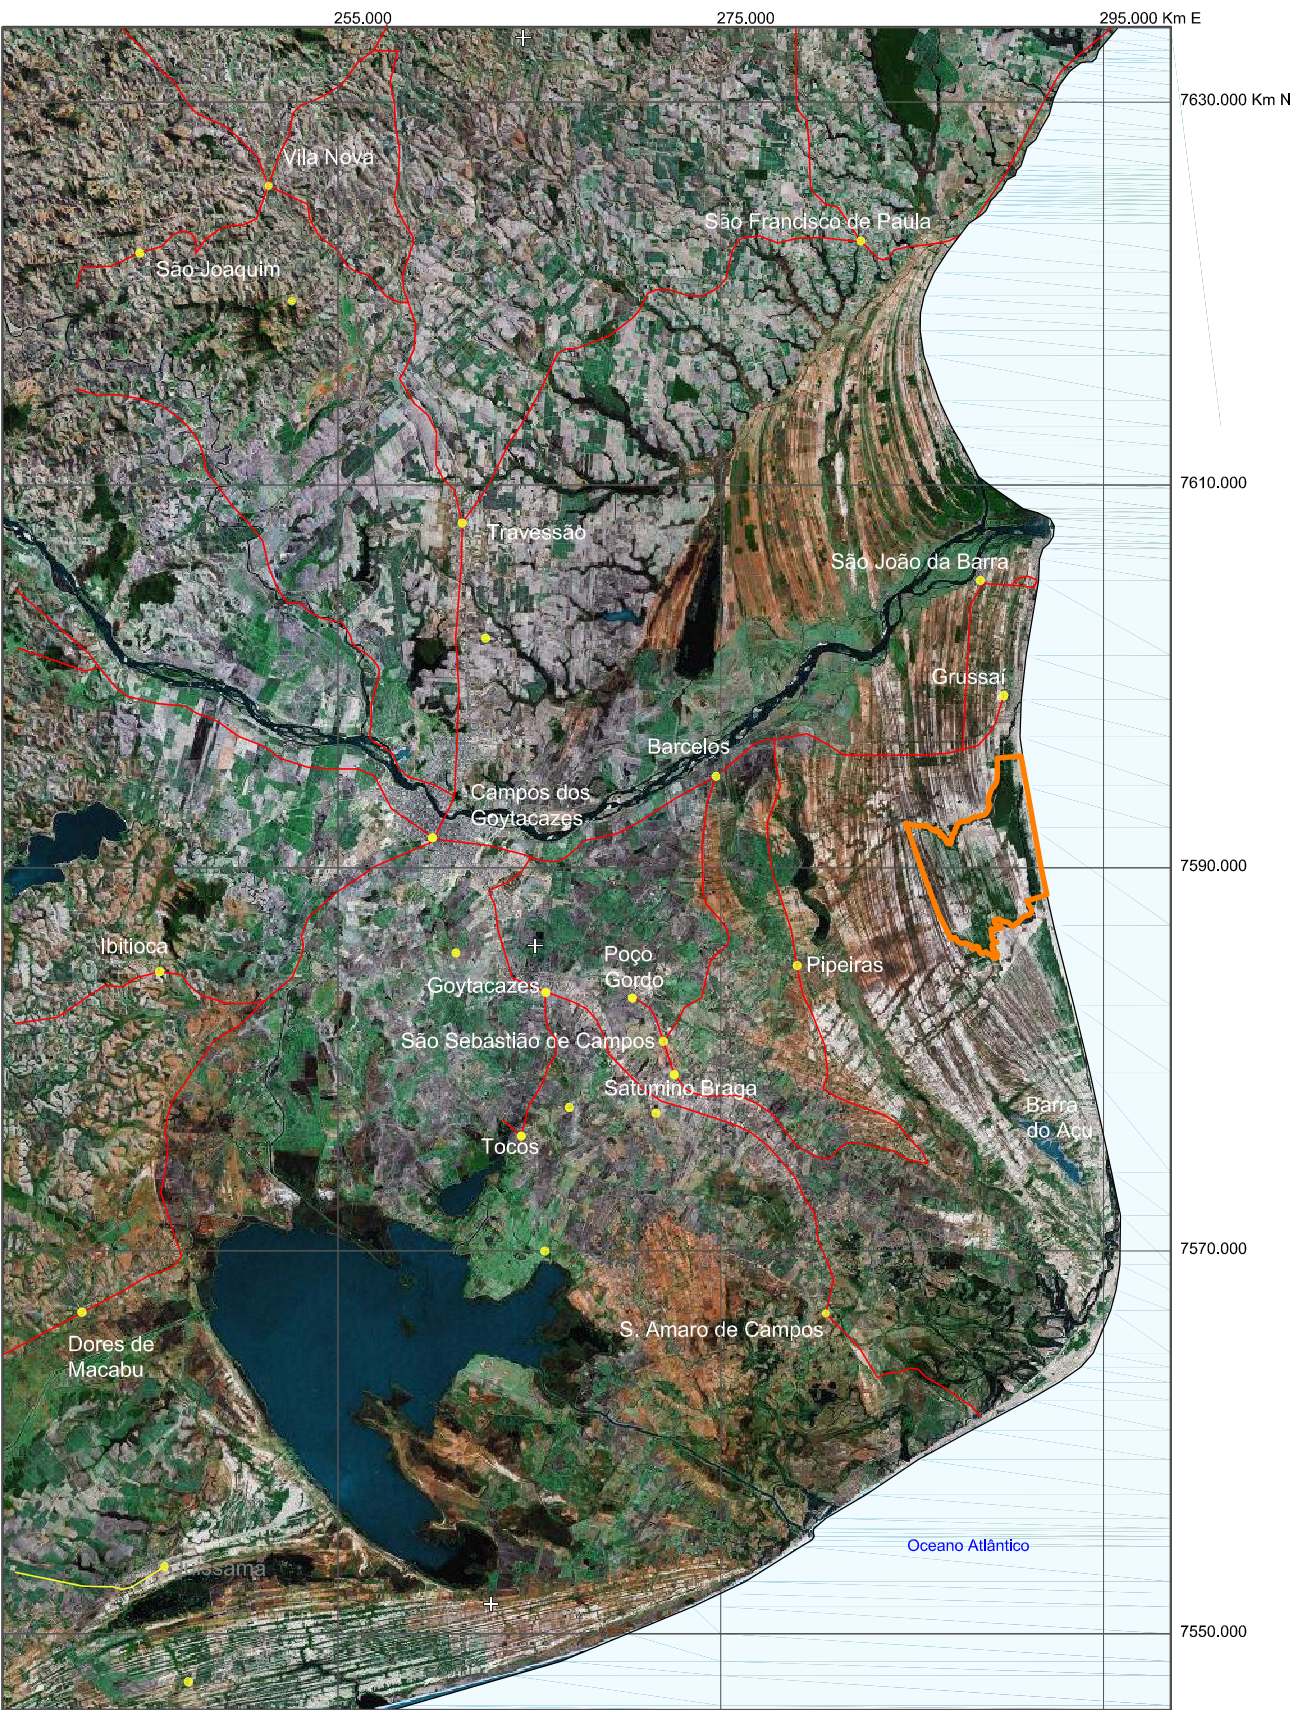 255.000
275.000
295.000 Km E
7630.000 Km N
Vila Nova
São Francisco de Paula
São Joaquim
7610.000
Travessão
São João da Barra
Grussaí
Barcelos
Campos dos
Goytacazes
7590.000
Ibitioca
Poço
Gordo
Pipeiras
Goytacazes
São Sebastião de Campos
Saturnino Braga
Barra
do Açu
Tocos
7570.000
S. Amaro de Campos
Dores de
Macabu
Oceano Atlântico
7550.000